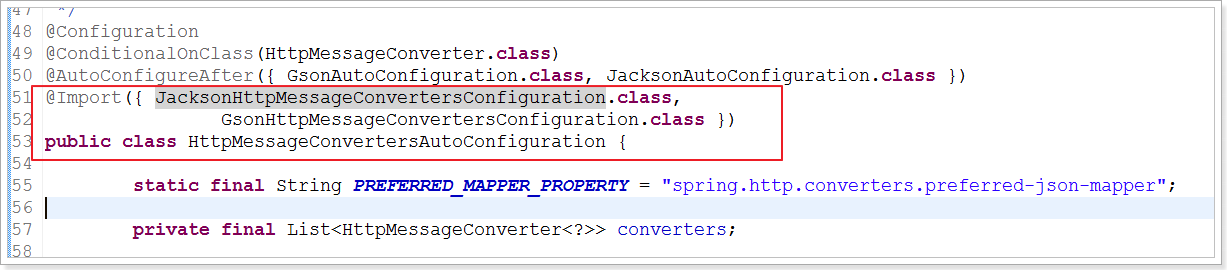 47  */
48 @Configuration
49 @ConditionalOnClass(HttpMessageConverter.class)
50 @AutoConfigureAfter({ GsonAutoConfiguration.class, JacksonAutoConfiguration.class })
51 @Import({ JacksonHttpMessageConvertersConfiguration.class,
52 GsonHttpMessageConvertersConfiguration.class })
53 public class HttpMessageConvertersAutoConfiguration {
54
55 static final String PREFERRED_MAPPER_PROPERTY = "spring.http.converters.preferred-json-mapper";
56
57 private final List<HttpMessageConverter<?>> converters;
58